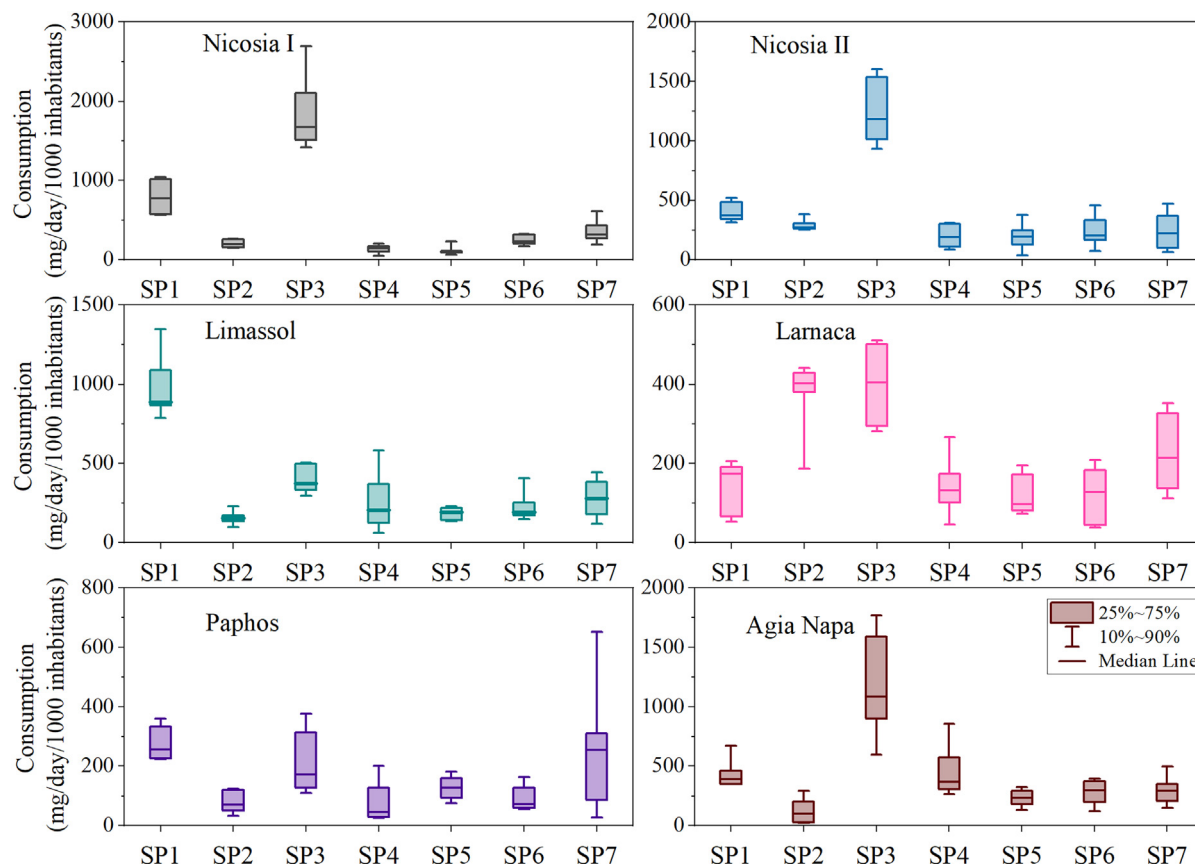 3000
2000
1000
0
Consumption
(mg/day/1000 inhabitants)
Nicosia I
SP1 SP2 SP3 SP4 SP5 SP6 SP7
2000
1500
1000
500
0
Nicosia II
SP1 SP2 SP3 SP4 SP5 SP6 SP7
1500
1000
500
0
Consumption
(mg/day/1000 inhabitants)
Limassol
SP1 SP2 SP3 SP4 SP5 SP6 SP7
600
400
200
0
Larnaca
SP1 SP2 SP3 SP4 SP5 SP6 SP7
800
600
400
200
0
Consumption
(mg/day/1000 inhabitants)
Paphos
SP1 SP2 SP3 SP4 SP5 SP6 SP7
2000
1500
1000
500
0
Agia Napa
25%~75%
10%~90%
Median Line
SP1 SP2 SP3 SP4 SP5 SP6 SP7